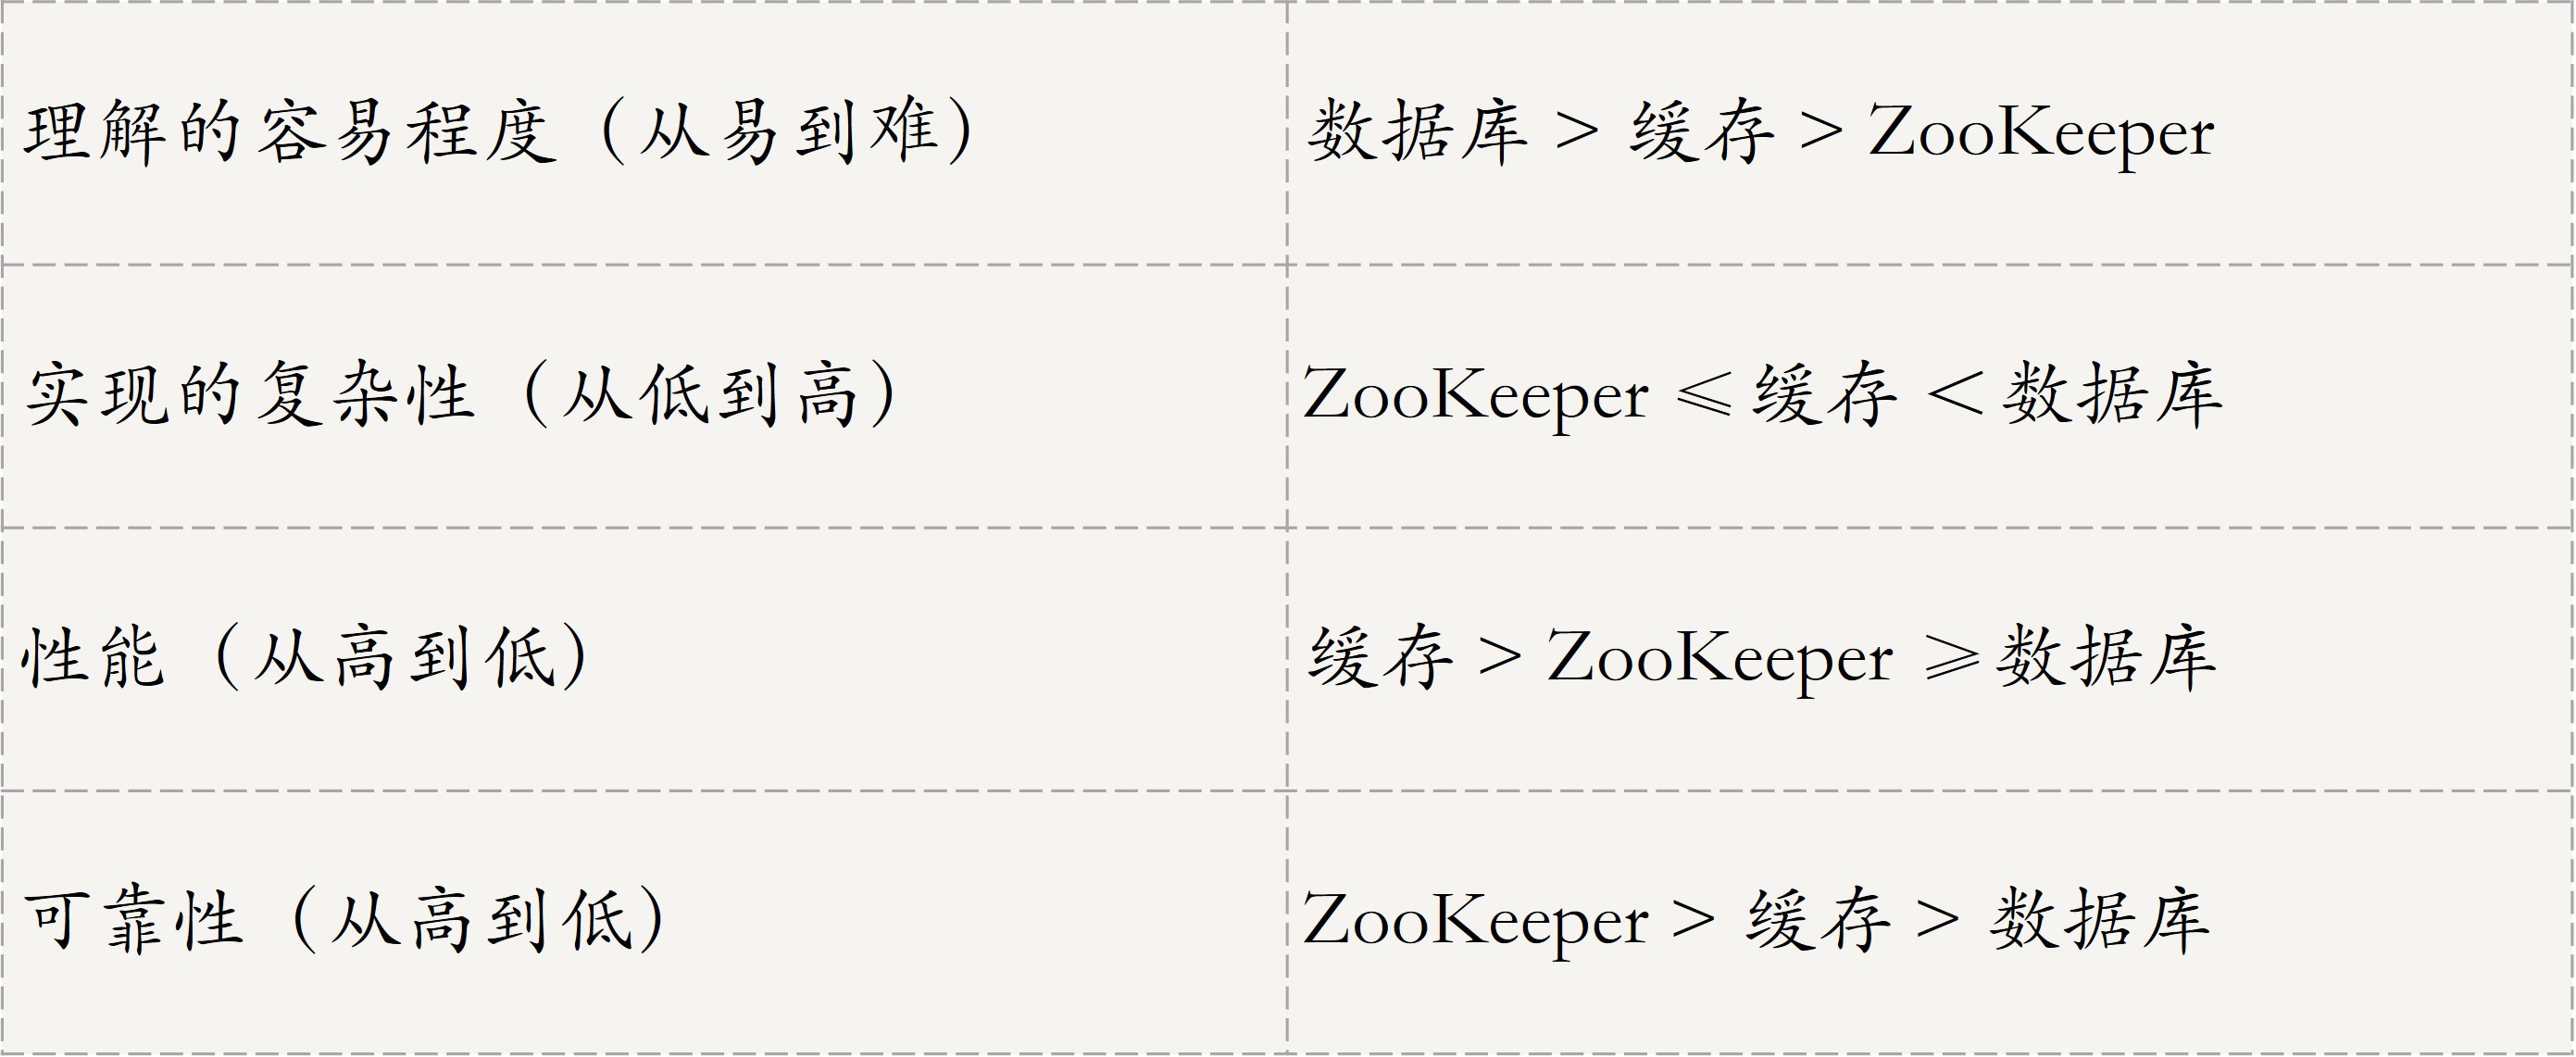 理解的容易程度（从易到难）
数据库 > 缓存 > ZooKeeper
实现的复杂性（从低到高）
ZooKeeper ⩽ 缓存 < 数据库
性能（从高到低）
缓存 > ZooKeeper ⩾ 数据库
可靠性（从高到低）
ZooKeeper > 缓存 > 数据库